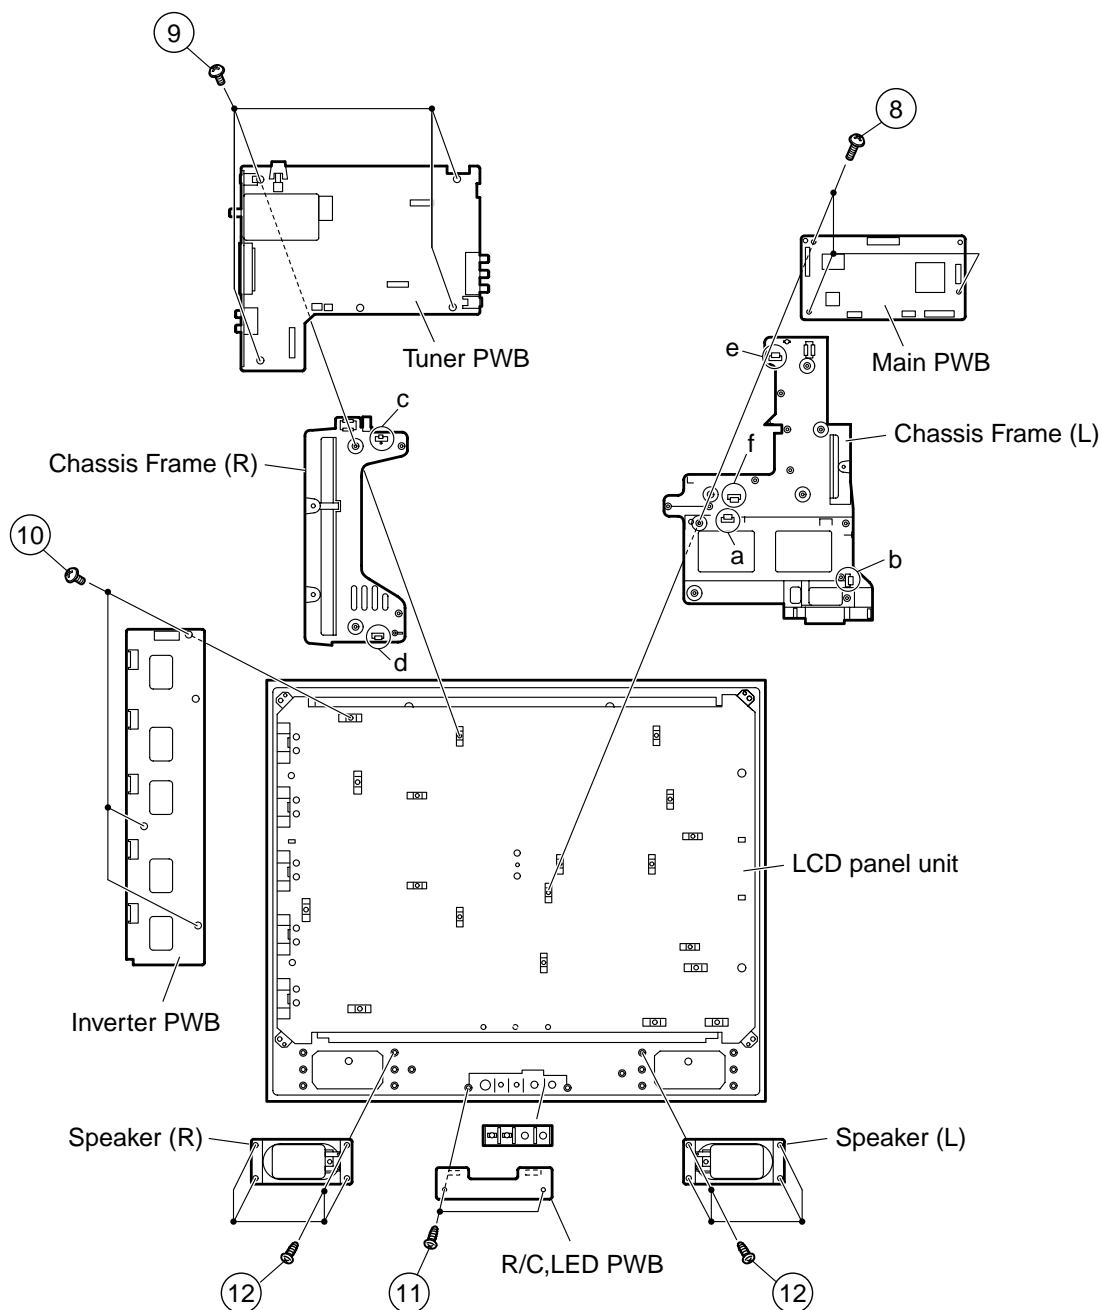 9
8
Tuner PWB
e
Main PWB
c
Chassis Frame (L)
Chassis Frame (R)
f
10
a
b
d
LCD panel unit
Inverter PWB
Speaker (R)
Speaker (L)
R/C,LED PWB
12
11
12